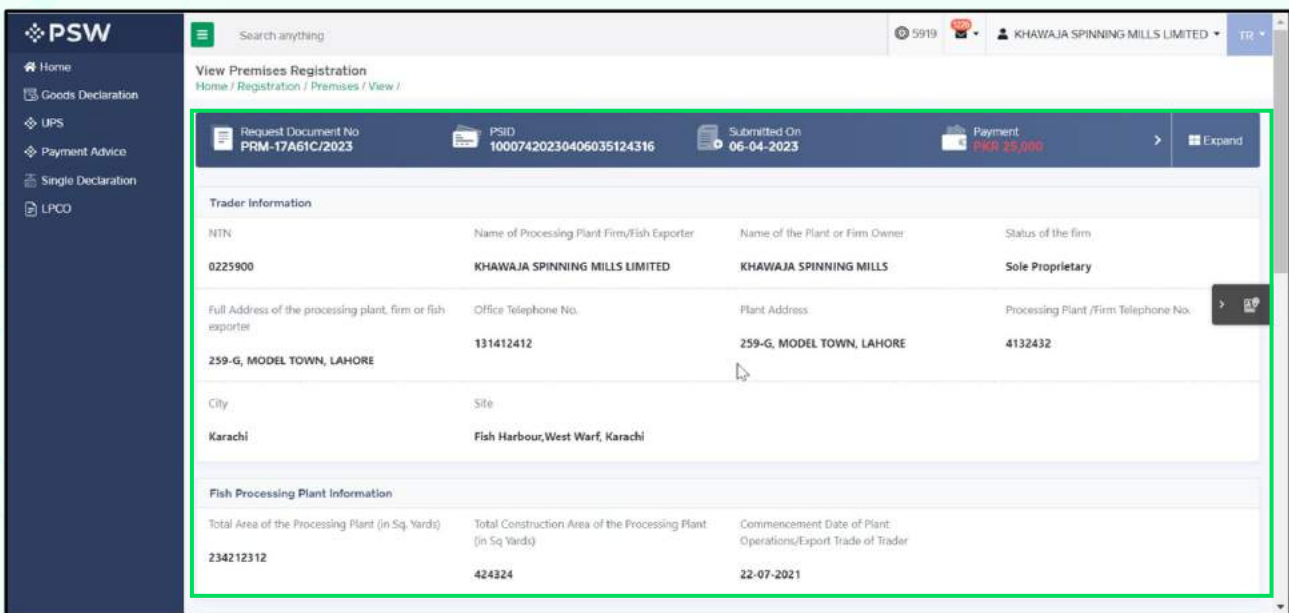 PSW
Search anything
5919
KHAWAJA SPINNING MILLS LIMITED
TR
Home
Goods Declaration
UPS
Payment Advice
Single Declaration
LPCO
View Premises Registration
Home / Registration / Premises / View /
Request Document No
PRM-17A61C/2023
PSID
10007420230406035124316
Submitted On
06-04-2023
Payment
PKR 25,000
Expand
Trader Information
NTN
0225900
Name of Processing Plant Firm/Fish Exporter
KHAWAJA SPINNING MILLS LIMITED
Name of the Plant or Firm Owner
KHAWAJA SPINNING MILLS
Status of the firm
Sole Proprietary
Full Address of the processing plant, firm or fish
exporter
259-G, MODEL TOWN, LAHORE
Office Telephone No.
131412412
Plant Address
259-G, MODEL TOWN, LAHORE
Processing Plant /Firm Telephone No.
4132432
City
Karachi
Site
Fish Harbour,West Warf, Karachi
Fish Processing Plant Information
Total Area of the Processing Plant (in Sq. Yards)
234212312
Total Construction Area of the Processing Plant
(in Sq Yards)
424324
Commencement Date of Plant
Operations/Export Trade of Trader
22-07-2021